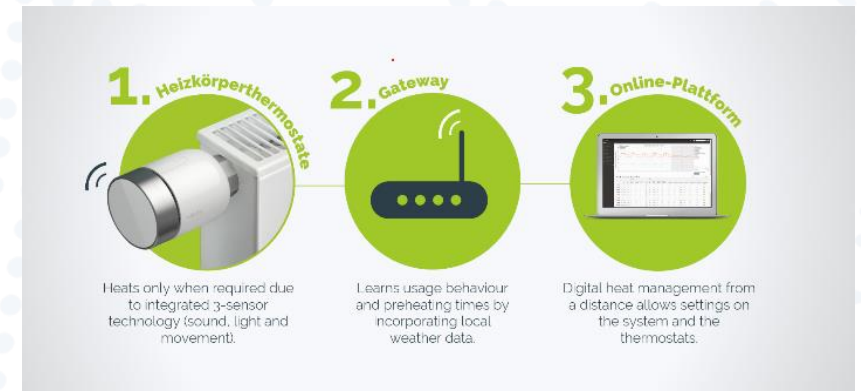 1. Heizkörperthermostate
2. Gateway
3. Online-Plattform
Heats only when required due
to integrated 3-sensor
technology (sound, light and
movement).
Learns usage behaviour
and preheating times by
incorporating local
weather data.
Digital heat management from
a distance allows settings on
the system and the
thermostats.